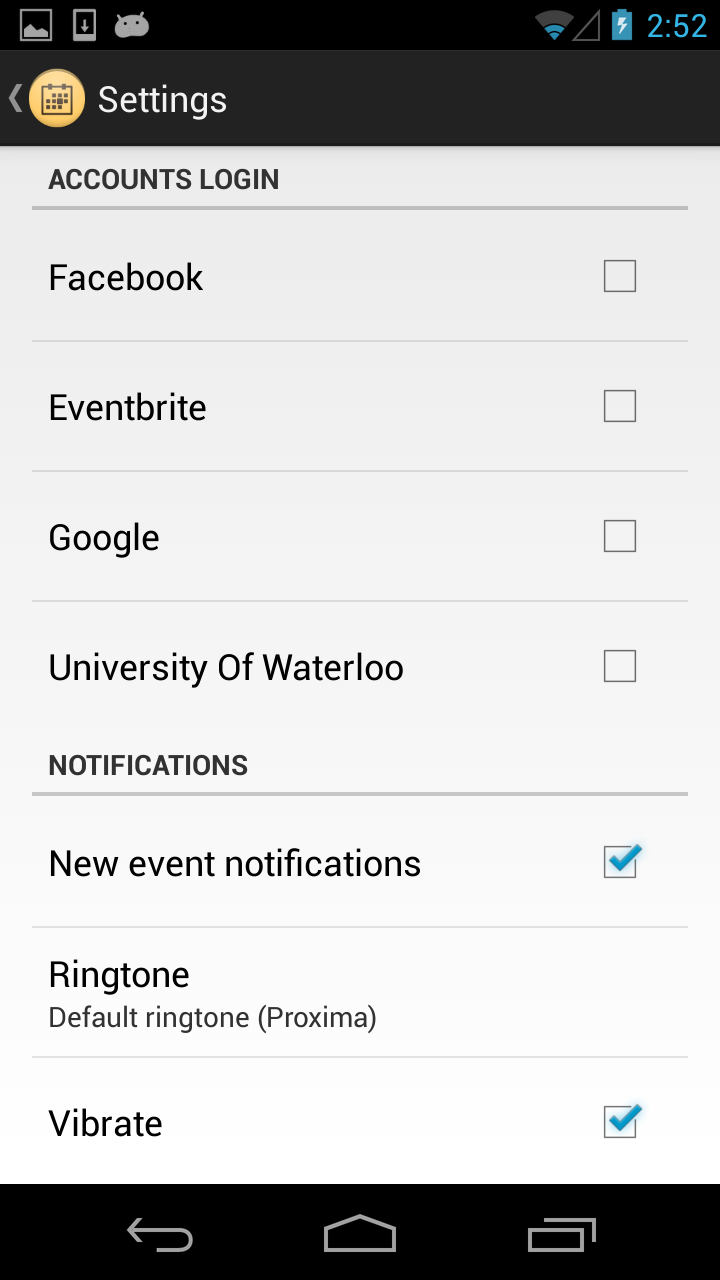 2:52
Settings
ACCOUNTS LOGIN
Facebook
Eventbrite
Google
University Of Waterloo
NOTIFICATIONS
New event notifications
Ringtone
Default ringtone (Proxima)
Vibrate